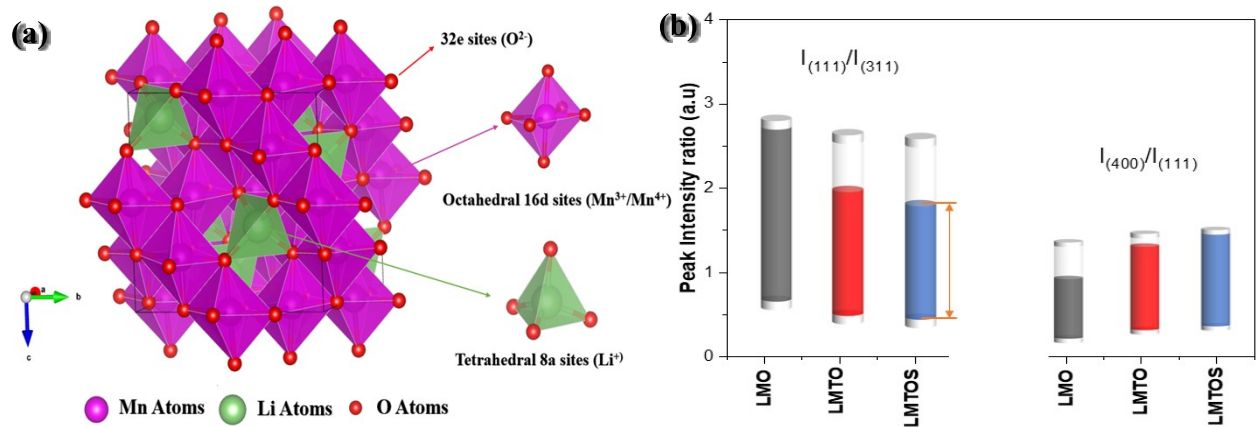 (a)
32e sites (O²⁻)
Octahedral 16d sites (Mn³⁺/Mn⁴⁺)
Tetrahedral 8a sites (Li⁺)
a
b
c
Mn Atoms Li Atoms O Atoms
(b)
Peak Intensity ratio (a.u)
4
3
2
1
0
I(111)/I(311)
I(400)/I(111)
LMO
LMTO
LMTOS
LMO
LMTO
LMTOS